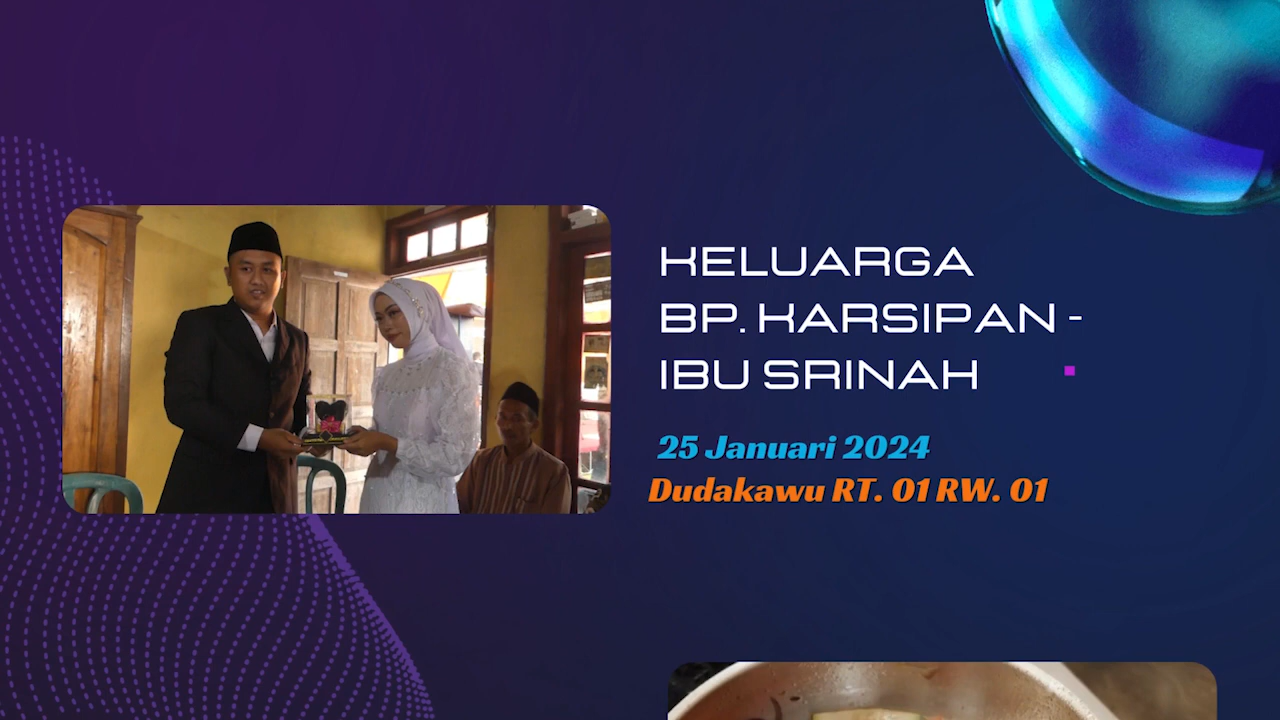 KELUARGA
BP. KARSIPAN -
IBU SRINAH
25 Januari 2024
Dudakawu RT. 01 RW. 01